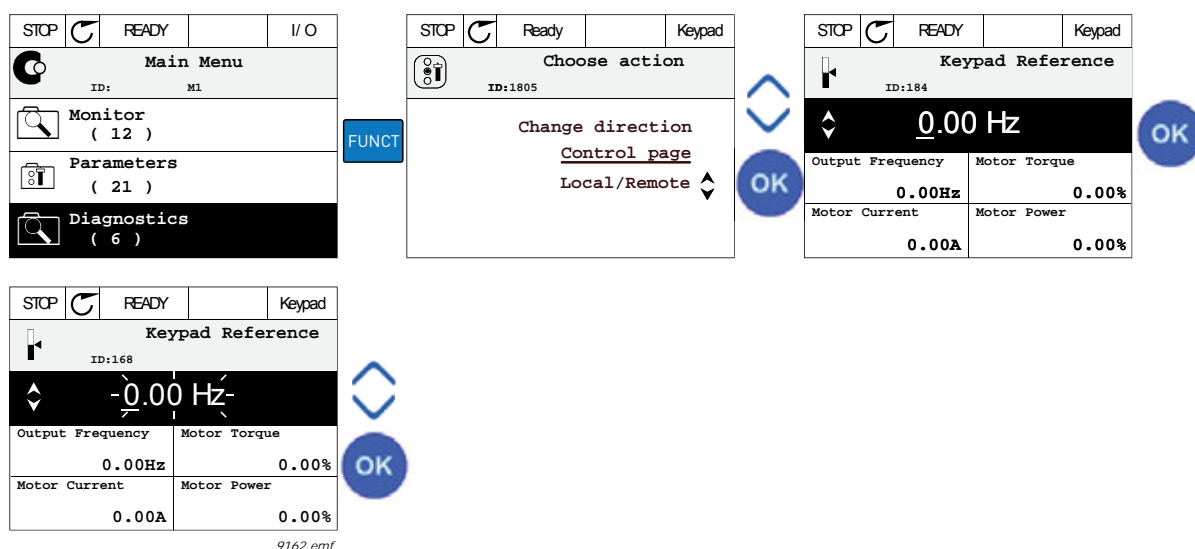 STOP READY I/O
Main Menu
ID: M1
Monitor
( 12 )
Parameters
( 21 )
Diagnostics
( 6 )
FUNCT
STOP Ready Keypad
Choose action
ID:1805
Change direction
Control page
Local/Remote
OK
STOP READY Keypad
Keypad Reference
ID:184
0.00 Hz
Output Frequency Motor Torque
0.00Hz 0.00%
Motor Current Motor Power
0.00A 0.00%
OK
STOP READY Keypad
Keypad Reference
ID:168
0.00 Hz
Output Frequency Motor Torque
0.00Hz 0.00%
Motor Current Motor Power
0.00A 0.00%
OK
9162.emf